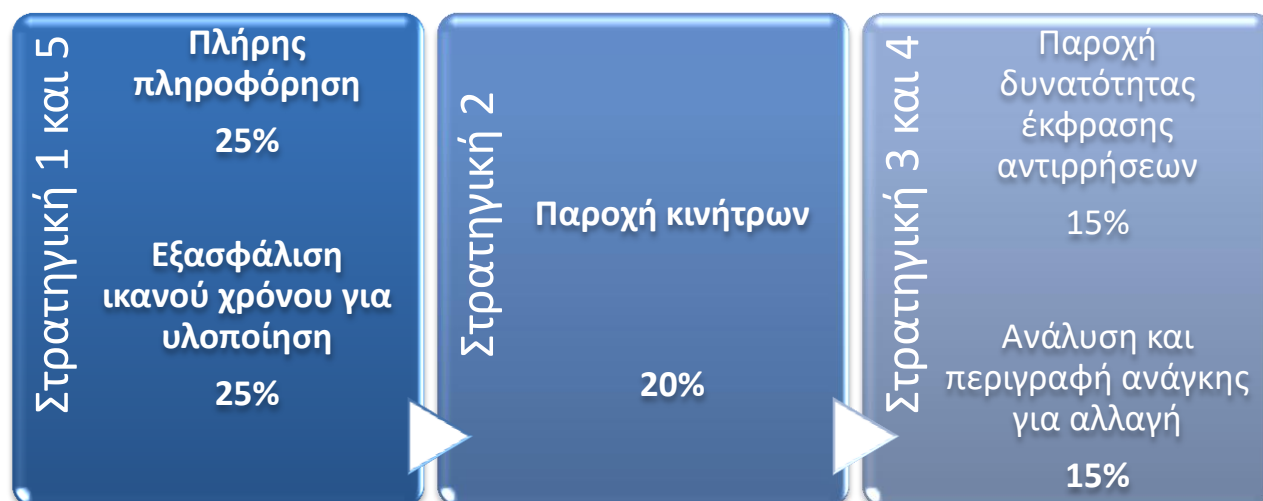 Στρατηγική 1 και 5
Πλήρης
πληροφόρηση
25%
Εξασφάλιση
ικανού χρόνου για
υλοποίηση
25%
Στρατηγική 2
Παροχή κινήτρων
20%
Στρατηγική 3 και 4
Παροχή
δυνατότητας
έκφρασης
αντιρρήσεων
15%
Ανάλυση και
περιγραφή ανάγκης
για αλλαγή
15%